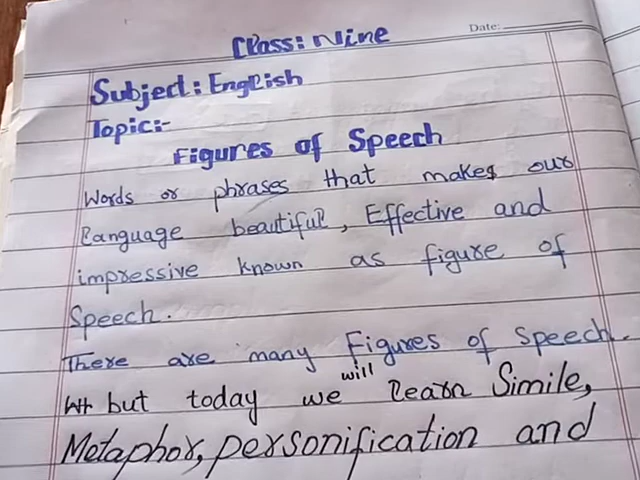 Date:
Class: Nine
Subject: English
Topic:-
Figures of Speech
Words or phrases that makes our
language beautiful, Effective and
impressive known as figure of
Speech.
There are many Figures of Speech.
but today we will learn Simile,
Metaphor, personification and